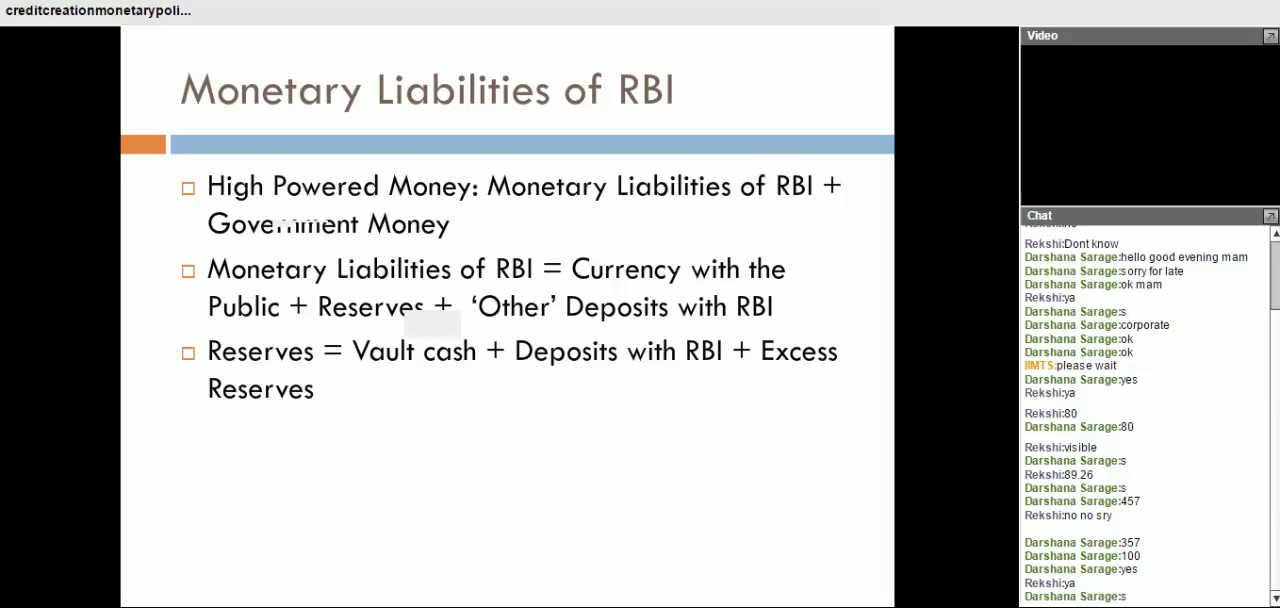 creditcreationmonetarypoli...
Monetary Liabilities of RBI
High Powered Money: Monetary Liabilities of RBI +
Government Money
Monetary Liabilities of RBI = Currency with the
Public + Reserves + ‘Other’ Deposits with RBI
Reserves = Vault cash + Deposits with RBI + Excess
Reserves
Video
Chat
Rekshi:Dont know
Darshana Sarage:hello good evening mam
Darshana Sarage:sorry for late
Darshana Sarage:ok mam
Rekshi:ya
Darshana Sarage:s
Darshana Sarage:corporate
Darshana Sarage:ok
Darshana Sarage:ok
IIMTS:please wait
Darshana Sarage:yes
Rekshi:ya
Rekshi:80
Darshana Sarage:80
Rekshi:visible
Darshana Sarage:s
Rekshi:89.26
Darshana Sarage:s
Darshana Sarage:457
Rekshi:no no sry
Darshana Sarage:357
Darshana Sarage:100
Darshana Sarage:yes
Rekshi:ya
Darshana Sarage:s